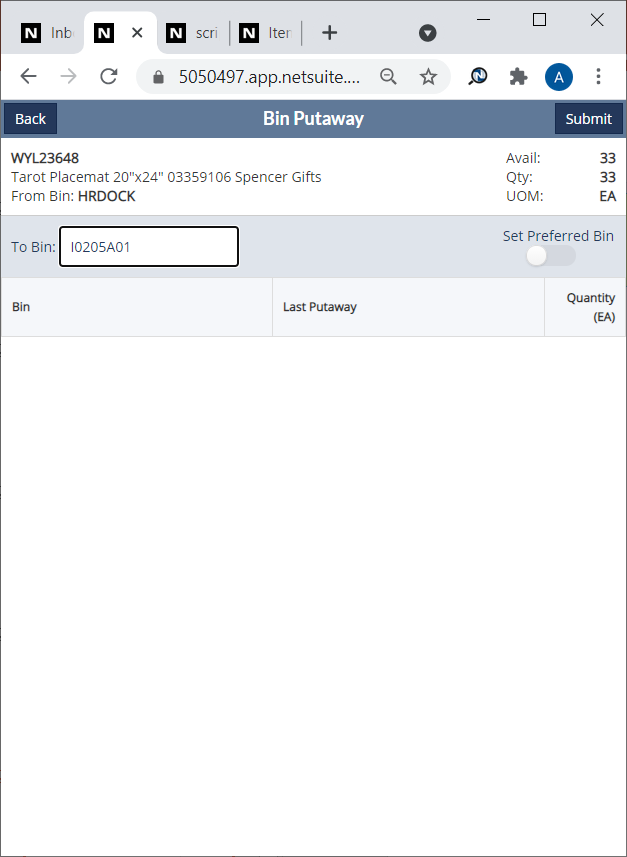 Inb scri Iter
5050497.app.netsuite.... A
Back Bin Putaway Submit
WYL23648 Avail: 33
Tarot Placemat 20"x24" 03359106 Spencer Gifts Qty: 33
From Bin: HRDOCK UOM: EA
To Bin: I0205A01 Set Preferred Bin
Bin Last Putaway Quantity
(EA)